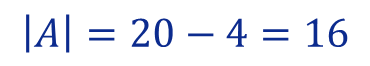 |A| = 20 − 4 = 16